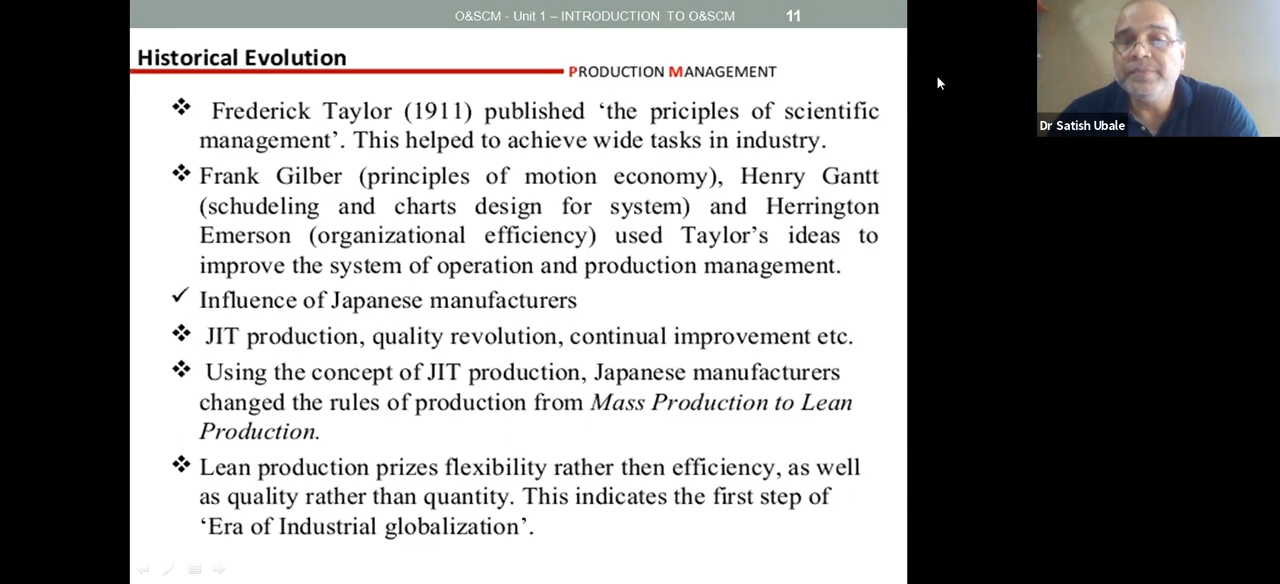 O&SCM - Unit 1 – INTRODUCTION TO O&SCM 11
Historical Evolution
PRODUCTION MANAGEMENT
❖ Frederick Taylor (1911) published ‘the priciples of scientific
management’. This helped to achieve wide tasks in industry.
❖ Frank Gilber (principles of motion economy), Henry Gantt
(schudeling and charts design for system) and Herrington
Emerson (organizational efficiency) used Taylor’s ideas to
improve the system of operation and production management.
✓ Influence of Japanese manufacturers
❖ JIT production, quality revolution, continual improvement etc.
❖ Using the concept of JIT production, Japanese manufacturers
changed the rules of production from Mass Production to Lean
Production.
❖ Lean production prizes flexibility rather then efficiency, as well
as quality rather than quantity. This indicates the first step of
‘Era of Industrial globalization’.
Dr Satish Ubale